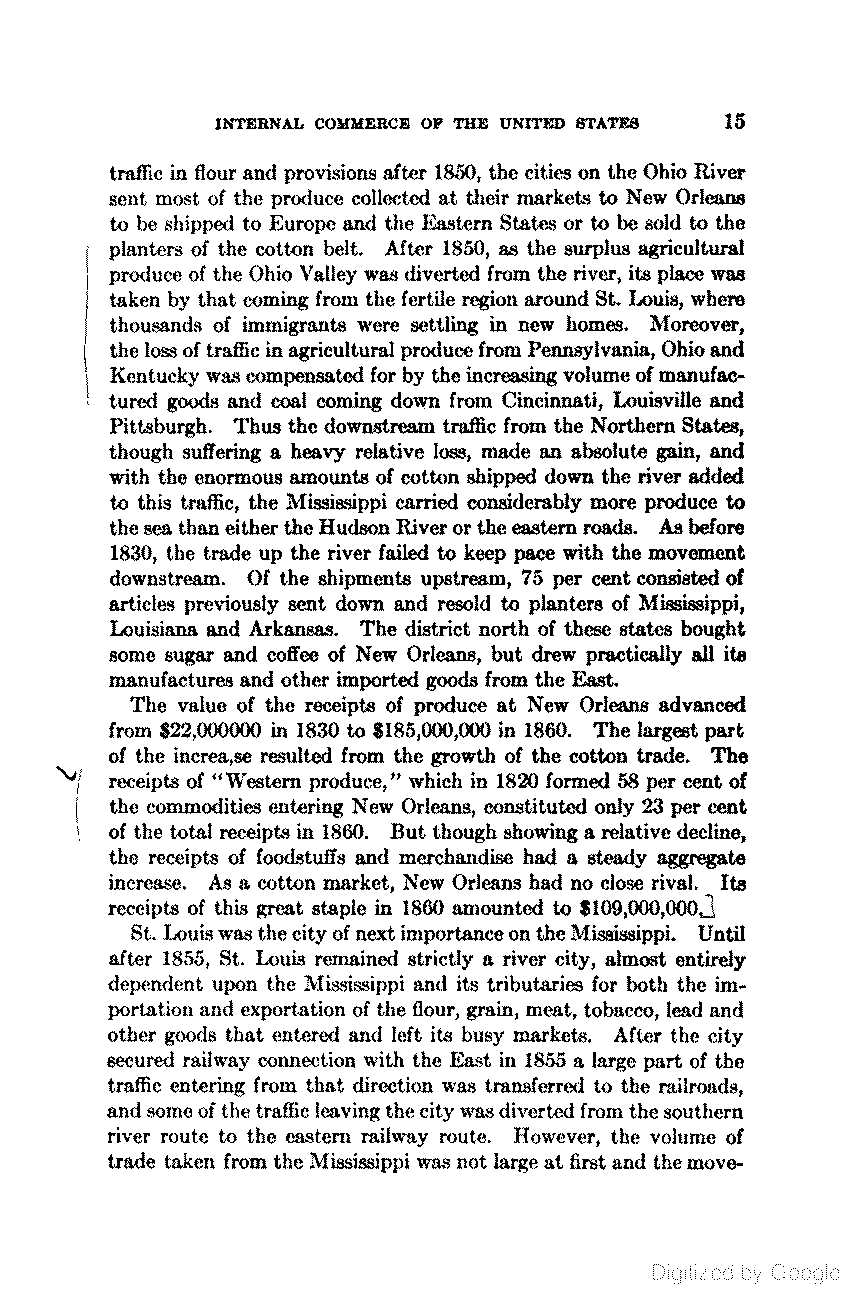 INTERNAL COMMERCE OF THE UNITED STATES 15
traffic in flour and provisions after 1850, the cities on the Ohio River
sent most of the produce collected at their markets to New Orleans
to be shipped to Europe and the Eastern States or to be sold to the
planters of the cotton belt. After 1850, as the surplus agricultural
produce of the Ohio Valley was diverted from the river, its place was
taken by that coming from the fertile region around St. Louis, where
thousands of immigrants were settling in new homes. Moreover,
the loss of traffic in agricultural produce from Pennsylvania, Ohio and
Kentucky was compensated for by the increasing volume of manufac-
tured goods and coal coming down from Cincinnati, Louisville and
Pittsburgh. Thus the downstream traffic from the Northern States,
though suffering a heavy relative loss, made an absolute gain, and
with the enormous amounts of cotton shipped down the river added
to this traffic, the Mississippi carried considerably more produce to
the sea than either the Hudson River or the eastern roads. As before
1830, the trade up the river failed to keep pace with the movement
downstream. Of the shipments upstream, 75 per cent consisted of
articles previously sent down and resold to planters of Mississippi,
Louisiana and Arkansas. The district north of these states bought
some sugar and coffee of New Orleans, but drew practically all its
manufactures and other imported goods from the East.
The value of the receipts of produce at New Orleans advanced
from $22,000000 in 1830 to $185,000,000 in 1860. The largest part
of the increa,se resulted from the growth of the cotton trade. The
receipts of "Western produce," which in 1820 formed 58 per cent of
the commodities entering New Orleans, constituted only 23 per cent
of the total receipts in 1860. But though showing a relative decline,
the receipts of foodstuffs and merchandise had a steady aggregate
increase. As a cotton market, New Orleans had no close rival. Its
receipts of this great staple in 1860 amounted to $109,000,000.]
St. Louis was the city of next importance on the Mississippi. Until
after 1855, St. Louis remained strictly a river city, almost entirely
dependent upon the Mississippi and its tributaries for both the im-
portation and exportation of the flour, grain, meat, tobacco, lead and
other goods that entered and left its busy markets. After the city
secured railway connection with the East in 1855 a large part of the
traffic entering from that direction was transferred to the railroads,
and some of the traffic leaving the city was diverted from the southern
river route to the eastern railway route. However, the volume of
trade taken from the Mississippi was not large at first and the move-
Digitized by Google